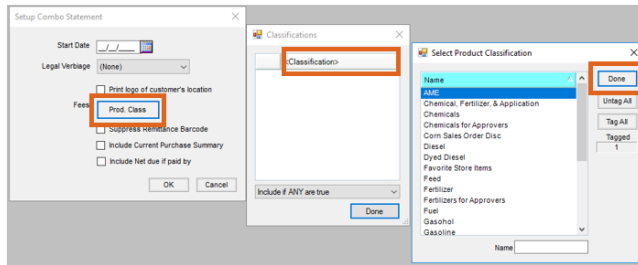 Setup Combo Statement
Start Date __/__/____
Legal Verbiage (None)
Print logo of customer's location
Fees Prod. Class
Suppress Remittance Barcode
Include Current Purchase Summary
Include Net due if paid by
OK Cancel
Classifications
<Classification>
Include if ANY are true
Done
Select Product Classification
Name
AME
Chemical, Fertilizer, & Application
Chemicals
Chemicals for Approvers
Corn Sales Order Disc
Diesel
Dyed Diesel
Favorite Store Items
Feed
Fertilizer
Fertilizers for Approvers
Fuel
Gasohol
Gasoline
Name
Done
Untag All
Tag All
Tagged
1